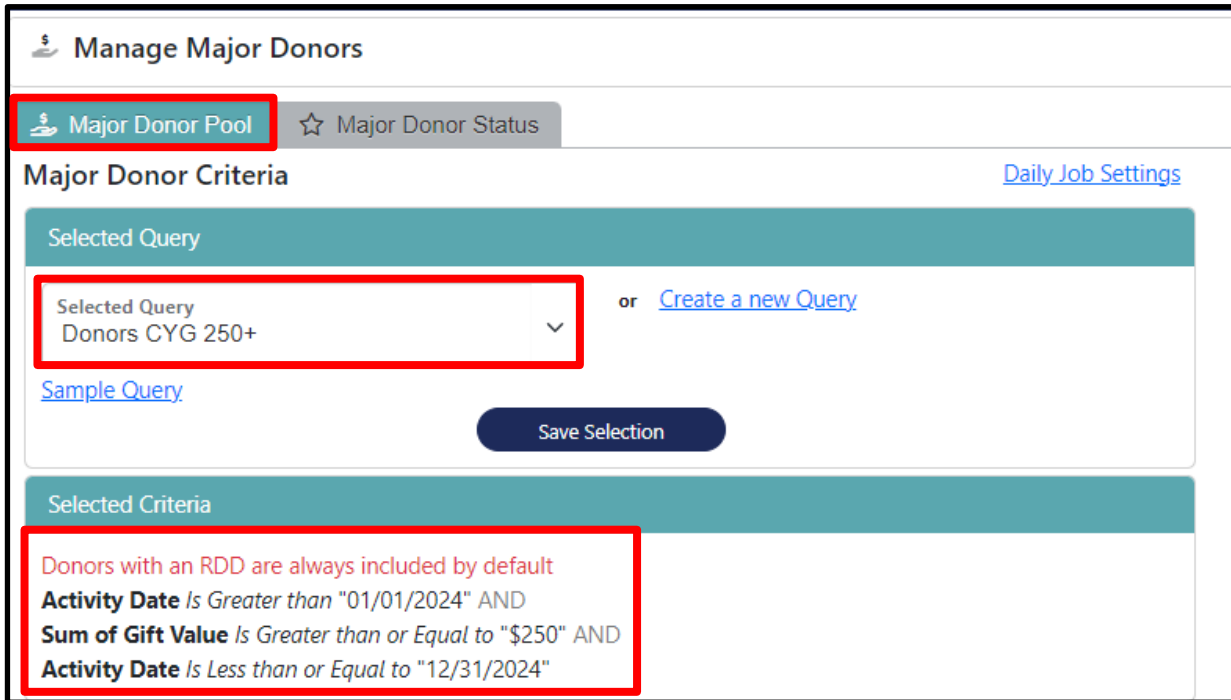 Manage Major Donors
Major Donor Pool
Major Donor Status
Major Donor Criteria
Daily Job Settings
Selected Query
Selected Query
Donors CYG 250+
or Create a new Query
Sample Query
Save Selection
Selected Criteria
Donors with an RDD are always included by default
Activity Date Is Greater than "01/01/2024" AND
Sum of Gift Value Is Greater than or Equal to "$250" AND
Activity Date Is Less than or Equal to "12/31/2024"